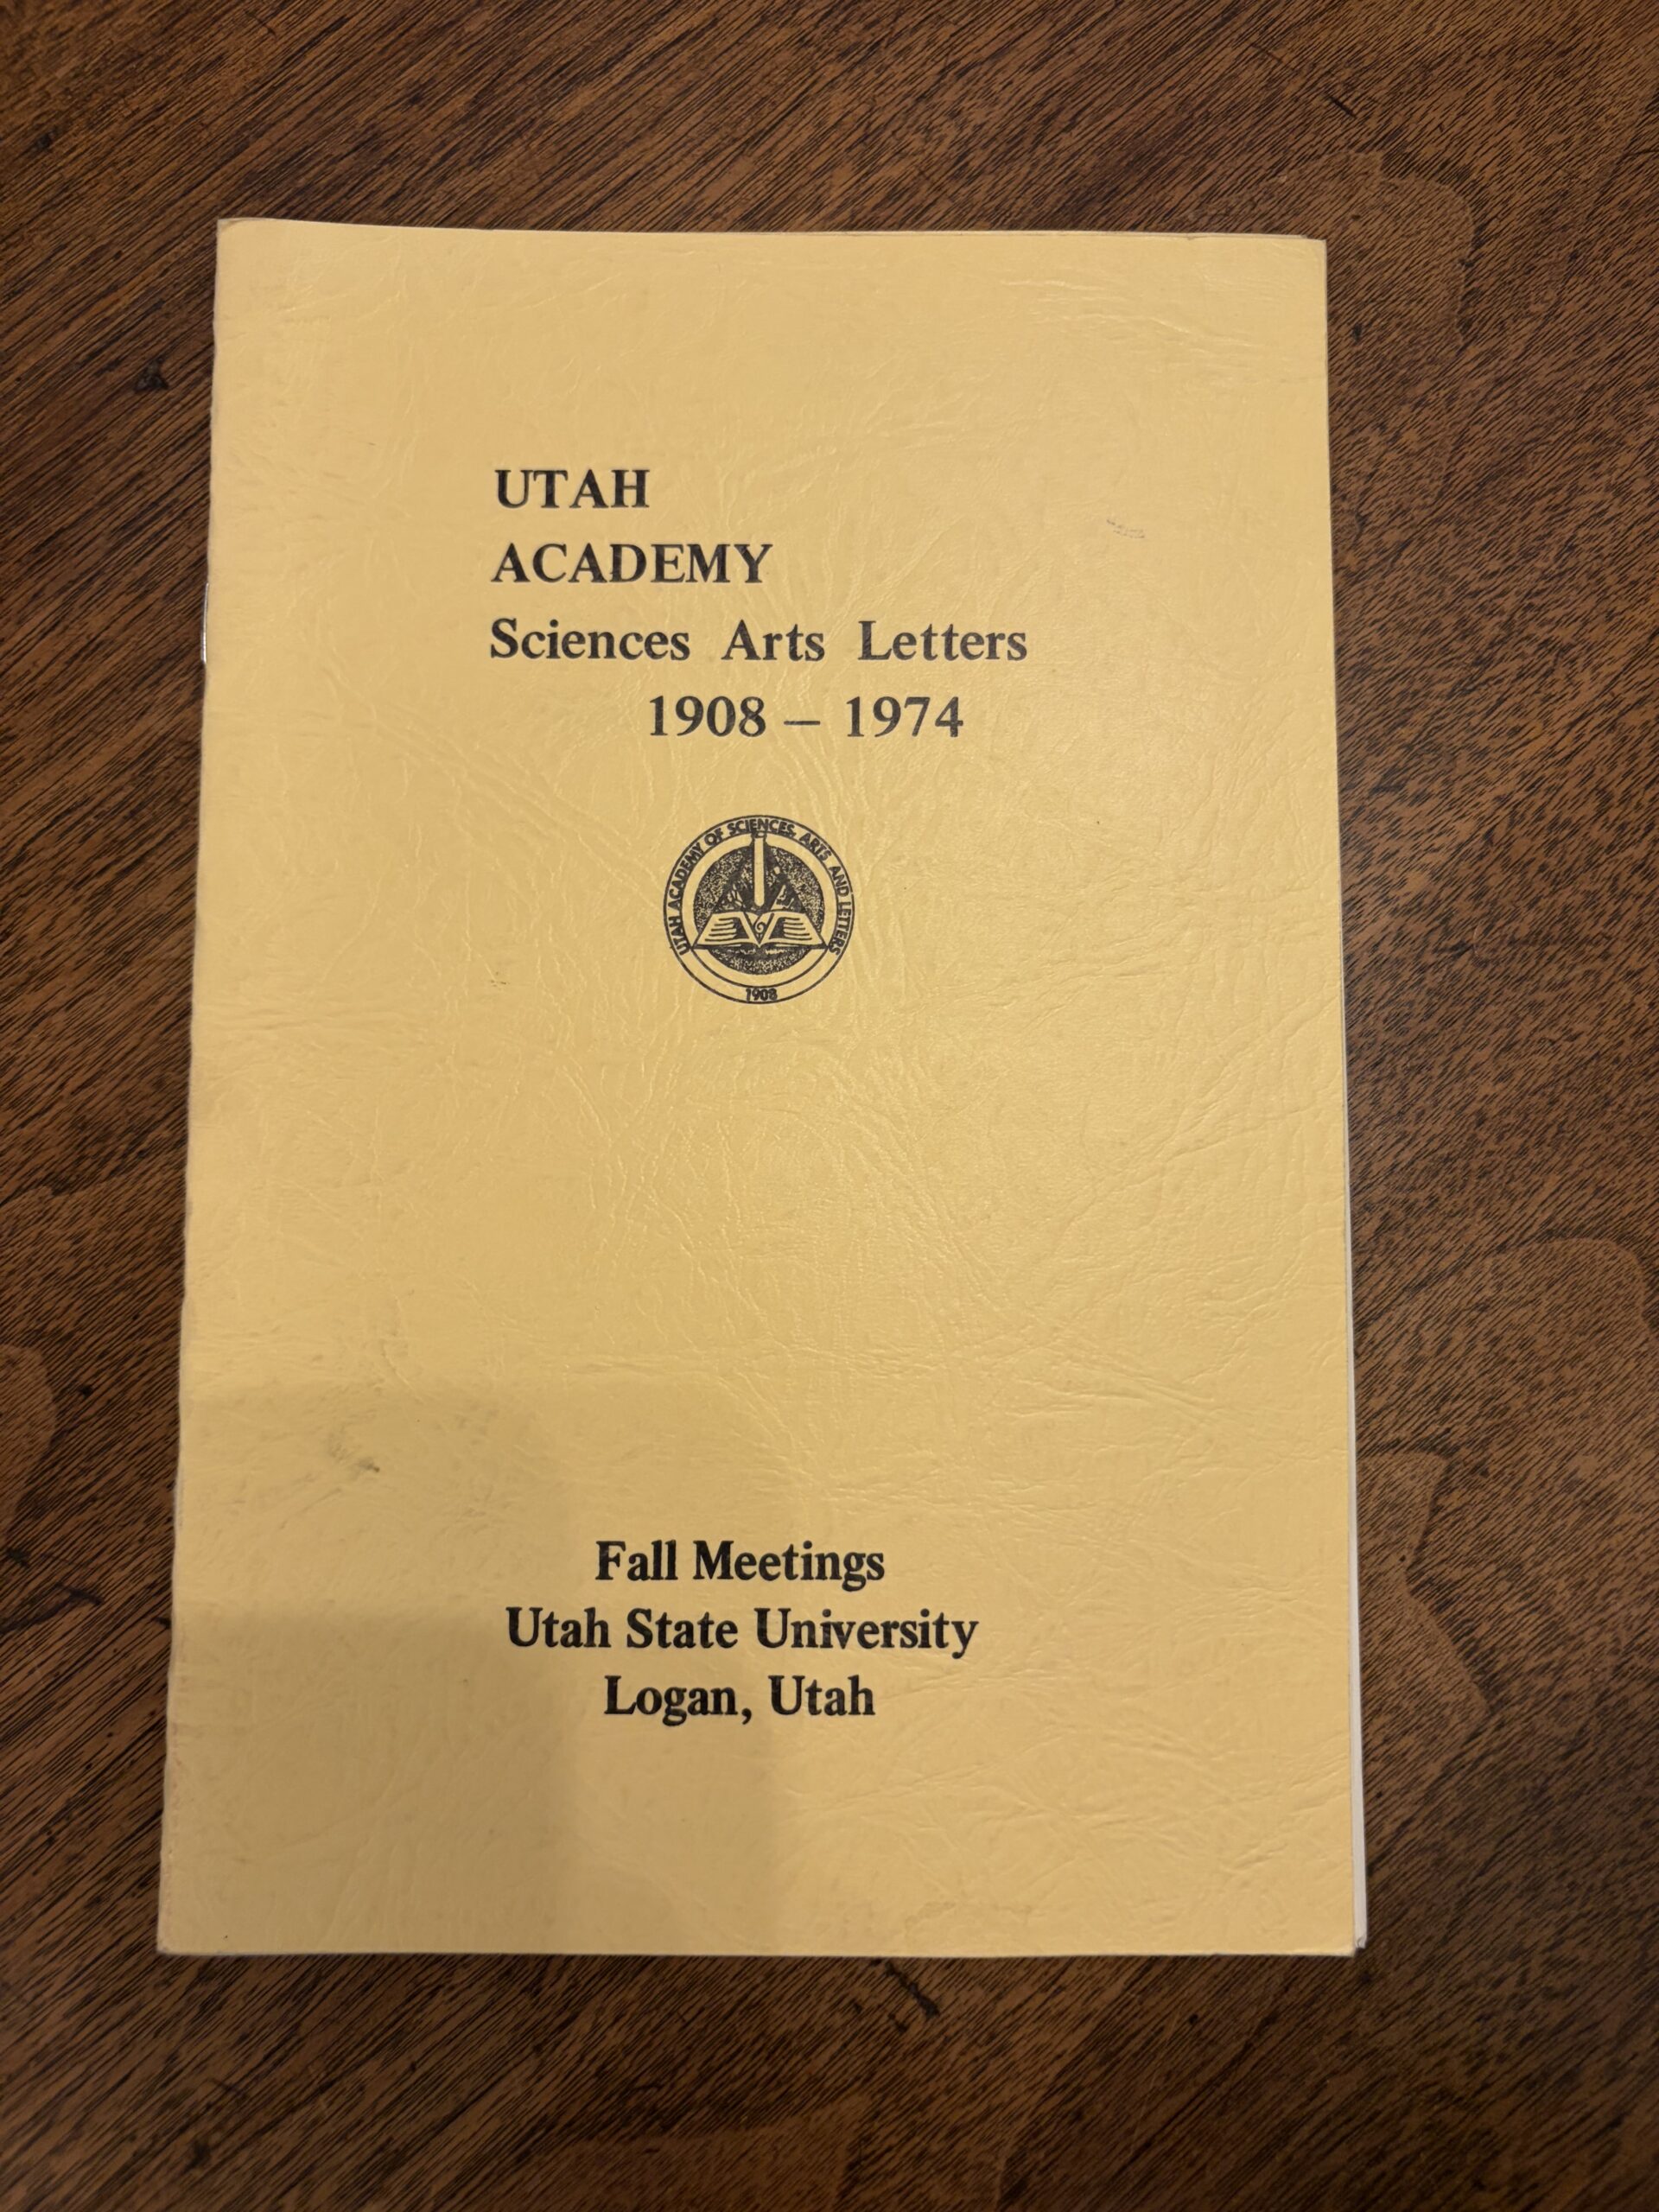 UTAH
ACADEMY
Sciences Arts Letters
1908 – 1974
UTAH ACADEMY OF SCIENCES, ARTS, AND LETTERS
1908
Fall Meetings
Utah State University
Logan, Utah